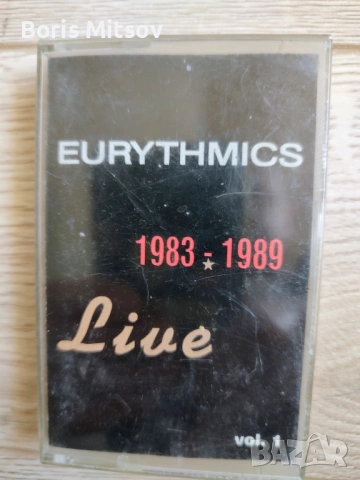 Boris Mitsov
EURYTHMICS
1983 - 1989
Live
vol. 1
BAZAR